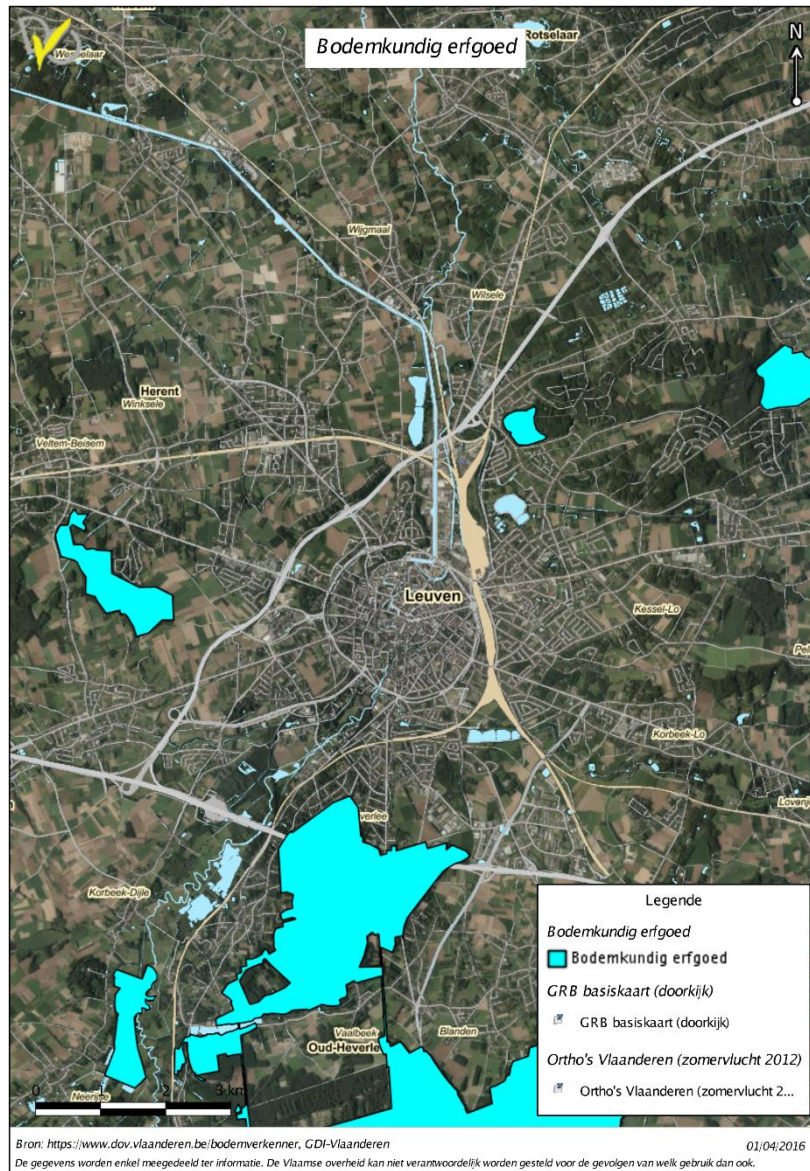 Bodemkundig erfgoed
N
Rotselaar
Wijgmaal
Wilsele
Herent
Winksele
Veltem-Beisem
Leuven
Kessel-Lo
Korbeek-Lo
Korbeek-Dijle
Vaalbeek
Blanden
Oud-Heverle
Neerijse
0 1 2 3 km
Legende
Bodemkundig erfgoed
Bodemkundig erfgoed
GRB basiskaart (doorkijk)
GRB basiskaart (doorkijk)
Ortho's Vlaanderen (zomervlucht 2012)
Ortho's Vlaanderen (zomervlucht 2...
Bron: https://www.dov.vlaanderen.be/bodemverkenner, GDI-Vlaanderen
01/04/2016
De gegevens worden enkel meegedeeld ter informatie. De Vlaamse overheid kan niet verantwoordelijk worden gesteld voor de gevolgen van welk gebruik dan ook.